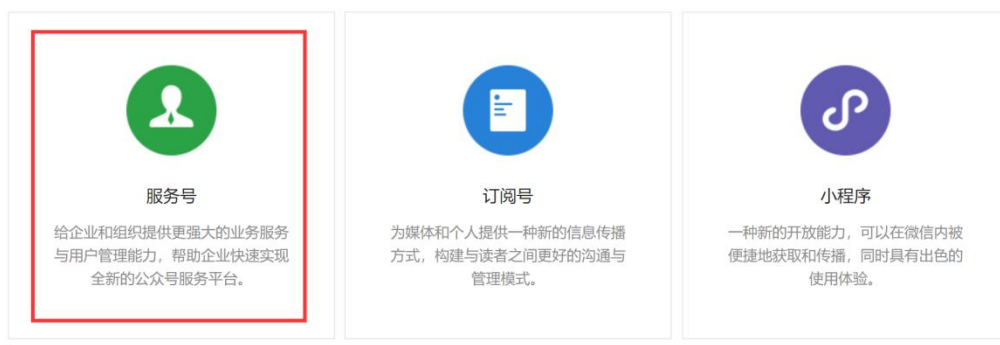 服务号
给企业和组织提供更强大的业务服务
与用户管理能力，帮助企业快速实现
全新的公众号服务平台。
订阅号
为媒体和个人提供一种新的信息传播
方式，构建与读者之间更好的沟通与
管理模式。
小程序
一种新的开放能力，可以在微信内被
便捷地获取和传播，同时具有出色的
使用体验。